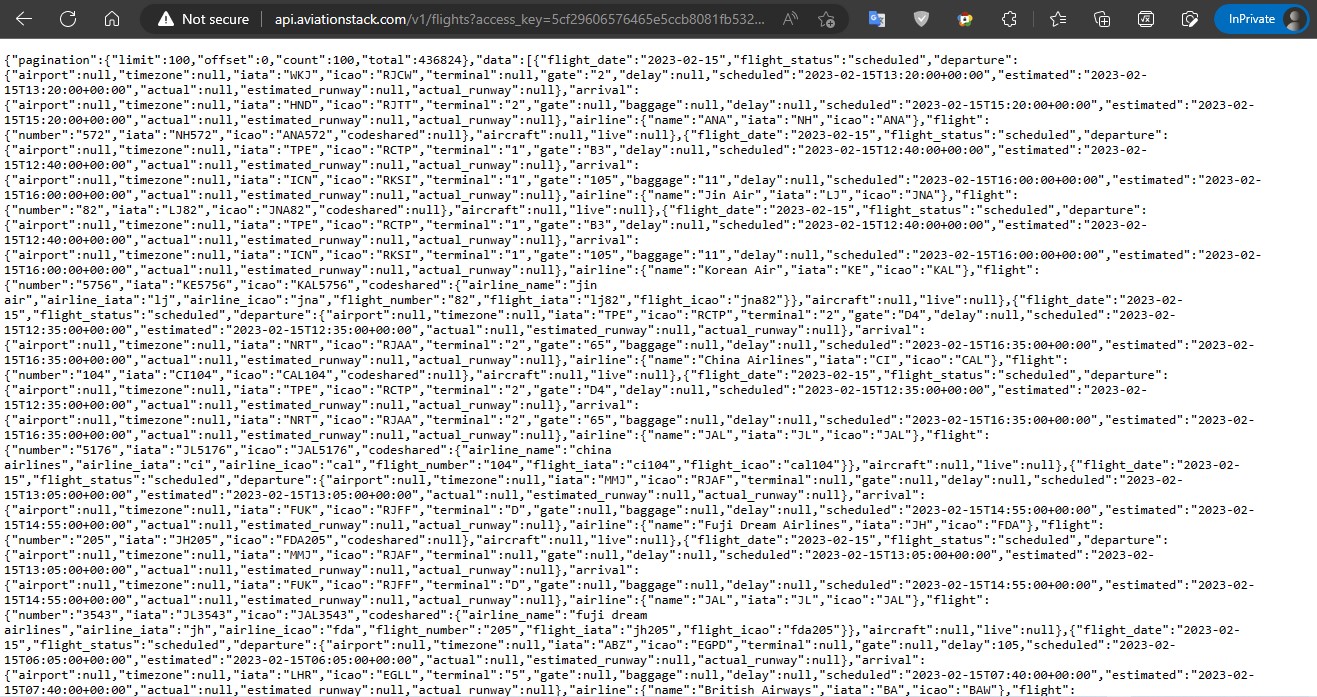 Not secure | api.aviationstack.com/v1/flights?access_key=5cf29606576465e5ccb8081fb532... InPrivate
{"pagination":{"limit":100,"offset":0,"count":100,"total":436824},"data":[{"flight_date":"2023-02-15","flight_status":"scheduled","departure":
{"airport":null,"timezone":null,"iata":"WKJ","icao":"RJCW","terminal":null,"gate":"2","delay":null,"scheduled":"2023-02-15T13:20:00+00:00","estimated":"2023-02-
15T13:20:00+00:00","actual":null,"estimated_runway":null,"actual_runway":null},"arrival":
{"airport":null,"timezone":null,"iata":"HND","icao":"RJTT","terminal":"2","gate":null,"baggage":null,"delay":null,"scheduled":"2023-02-15T15:20:00+00:00","estimated":"2023-02-
15T15:20:00+00:00","actual":null,"estimated_runway":null,"actual_runway":null},"airline":{"name":"ANA","iata":"NH","icao":"ANA"},"flight":
{"number":"572","iata":"NH572","icao":"ANA572","codeshared":null},"aircraft":null,"live":null},{"flight_date":"2023-02-15","flight_status":"scheduled","departure":
{"airport":null,"timezone":null,"iata":"TPE","icao":"RCTP","terminal":"1","gate":"B3","delay":null,"scheduled":"2023-02-15T12:40:00+00:00","estimated":"2023-02-
15T12:40:00+00:00","actual":null,"estimated_runway":null,"actual_runway":null},"arrival":
{"airport":null,"timezone":null,"iata":"ICN","icao":"RKSI","terminal":"1","gate":"105","baggage":"11","delay":null,"scheduled":"2023-02-15T16:00:00+00:00","estimated":"2023-02-
15T16:00:00+00:00","actual":null,"estimated_runway":null,"actual_runway":null},"airline":{"name":"Jin Air","iata":"LJ","icao":"JNA"},"flight":
{"number":"82","iata":"LJ82","icao":"JNA82","codeshared":null},"aircraft":null,"live":null},{"flight_date":"2023-02-15","flight_status":"scheduled","departure":
{"airport":null,"timezone":null,"iata":"TPE","icao":"RCTP","terminal":"1","gate":"B3","delay":null,"scheduled":"2023-02-15T12:40:00+00:00","estimated":"2023-02-
15T12:40:00+00:00","actual":null,"estimated_runway":null,"actual_runway":null},"arrival":
{"airport":null,"timezone":null,"iata":"ICN","icao":"RKSI","terminal":"1","gate":"105","baggage":"11","delay":null,"scheduled":"2023-02-15T16:00:00+00:00","estimated":"2023-02-
15T16:00:00+00:00","actual":null,"estimated_runway":null,"actual_runway":null},"airline":{"name":"Korean Air","iata":"KE","icao":"KAL"},"flight":
{"number":"5756","iata":"KE5756","icao":"KAL5756","codeshared":{"airline_name":"jin
air","airline_iata":"lj","airline_icao":"jna","flight_number":"82","flight_iata":"lj82","flight_icao":"jna82"}},"aircraft":null,"live":null},{"flight_date":"2023-02-
15","flight_status":"scheduled","departure":{"airport":null,"timezone":null,"iata":"TPE","icao":"RCTP","terminal":"2","gate":"D4","delay":null,"scheduled":"2023-02-
15T12:35:00+00:00","estimated":"2023-02-15T12:35:00+00:00","actual":null,"estimated_runway":null,"actual_runway":null},"arrival":
{"airport":null,"timezone":null,"iata":"NRT","icao":"RJAA","terminal":"2","gate":"65","baggage":null,"delay":null,"scheduled":"2023-02-15T16:35:00+00:00","estimated":"2023-02-
15T16:35:00+00:00","actual":null,"estimated_runway":null,"actual_runway":null},"airline":{"name":"China Airlines","iata":"CI","icao":"CAL"},"flight":
{"number":"104","iata":"CI104","icao":"CAL104","codeshared":null},"aircraft":null,"live":null},{"flight_date":"2023-02-15","flight_status":"scheduled","departure":
{"airport":null,"timezone":null,"iata":"TPE","icao":"RCTP","terminal":"2","gate":"D4","delay":null,"scheduled":"2023-02-15T12:35:00+00:00","estimated":"2023-02-
15T12:35:00+00:00","actual":null,"estimated_runway":null,"actual_runway":null},"arrival":
{"airport":null,"timezone":null,"iata":"NRT","icao":"RJAA","terminal":"2","gate":"65","baggage":null,"delay":null,"scheduled":"2023-02-15T16:35:00+00:00","estimated":"2023-02-
15T16:35:00+00:00","actual":null,"estimated_runway":null,"actual_runway":null},"airline":{"name":"JAL","iata":"JL","icao":"JAL"},"flight":
{"number":"5176","iata":"JL5176","icao":"JAL5176","codeshared":{"airline_name":"china
airlines","airline_iata":"ci","airline_icao":"cal","flight_number":"104","flight_iata":"ci104","flight_icao":"cal104"}},"aircraft":null,"live":null},{"flight_date":"2023-02-
15","flight_status":"scheduled","departure":{"airport":null,"timezone":null,"iata":"MMJ","icao":"RJAF","terminal":null,"gate":null,"delay":null,"scheduled":"2023-02-
15T13:05:00+00:00","estimated":"2023-02-15T13:05:00+00:00","actual":null,"estimated_runway":null,"actual_runway":null},"arrival":
{"airport":null,"timezone":null,"iata":"FUK","icao":"RJFF","terminal":"D","gate":null,"baggage":null,"delay":null,"scheduled":"2023-02-15T14:55:00+00:00","estimated":"2023-02-
15T14:55:00+00:00","actual":null,"estimated_runway":null,"actual_runway":null},"airline":{"name":"Fuji Dream Airlines","iata":"JH","icao":"FDA"},"flight":
{"number":"205","iata":"JH205","icao":"FDA205","codeshared":null},"aircraft":null,"live":null},{"flight_date":"2023-02-15","flight_status":"scheduled","departure":
{"airport":null,"timezone":null,"iata":"MMJ","icao":"RJAF","terminal":null,"gate":null,"delay":null,"scheduled":"2023-02-15T13:05:00+00:00","estimated":"2023-02-
15T13:05:00+00:00","actual":null,"estimated_runway":null,"actual_runway":null},"arrival":
{"airport":null,"timezone":null,"iata":"FUK","icao":"RJFF","terminal":"D","gate":null,"baggage":null,"delay":null,"scheduled":"2023-02-15T14:55:00+00:00","estimated":"2023-02-
15T14:55:00+00:00","actual":null,"estimated_runway":null,"actual_runway":null},"airline":{"name":"JAL","iata":"JL","icao":"JAL"},"flight":
{"number":"3543","iata":"JL3543","icao":"JAL3543","codeshared":{"airline_name":"fuji dream
airlines","airline_iata":"jh","airline_icao":"fda","flight_number":"205","flight_iata":"jh205","flight_icao":"fda205"}},"aircraft":null,"live":null},{"flight_date":"2023-02-
15","flight_status":"scheduled","departure":{"airport":null,"timezone":null,"iata":"ABZ","icao":"EGPD","terminal":null,"gate":null,"delay":105,"scheduled":"2023-02-
15T06:05:00+00:00","estimated":"2023-02-15T06:05:00+00:00","actual":null,"estimated_runway":null,"actual_runway":null},"arrival":
{"airport":null,"timezone":null,"iata":"LHR","icao":"EGLL","terminal":"5","gate":null,"baggage":null,"delay":null,"scheduled":"2023-02-15T07:40:00+00:00","estimated":"2023-02-
15T07:40:00+00:00","actual":null,"estimated_runway":null,"actual_runway":null},"airline":{"name":"British Airways","iata":"BA","icao":"BAW"},"flight":